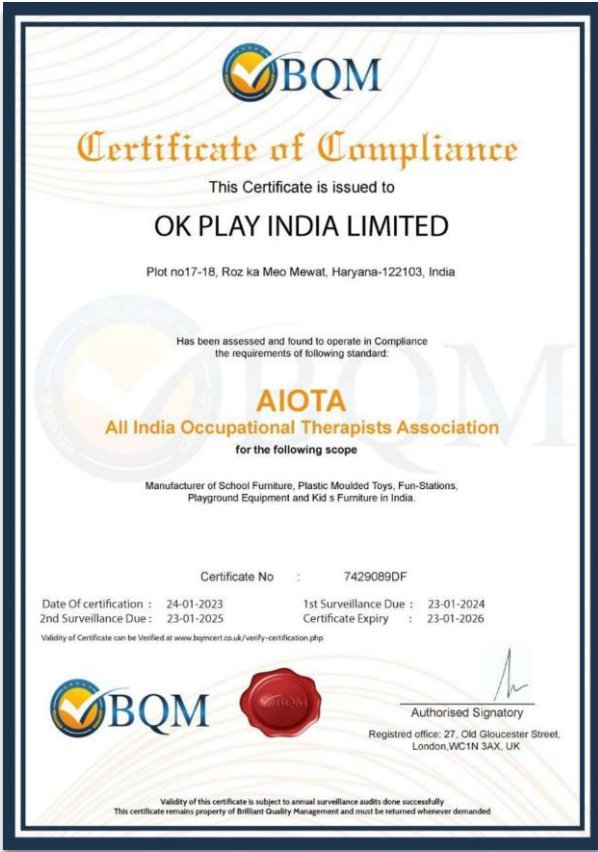 BQM
Certificate of Compliance
This Certificate is issued to
OK PLAY INDIA LIMITED
Plot no17-18, Roz ka Meo Mewat, Haryana-122103, India
Has been assessed and found to operate in Compliance
the requirements of following standard:
AIOTA
All India Occupational Therapists Association
for the following scope
Manufacturer of School Furniture, Plastic Moulded Toys, Fun-Stations,
Playground Equipment and Kid s Furniture in India.
Certificate No : 7429089DF
Date Of certification : 24-01-2023 1st Surveillance Due : 23-01-2024
2nd Surveillance Due : 23-01-2025 Certificate Expiry : 23-01-2026
Validity of Certificate can be Verified at www.bqmcert.co.uk/verify-certification.php
BQM
BQM
Authorised Signatory
Registred office: 27, Old Gloucester Street,
London,WC1N 3AX, UK
Validity of this certificate is subject to annual surveillance audits done successfully
This certificate remains property of Brilliant Quality Management and must be returned whenever demanded
BQM